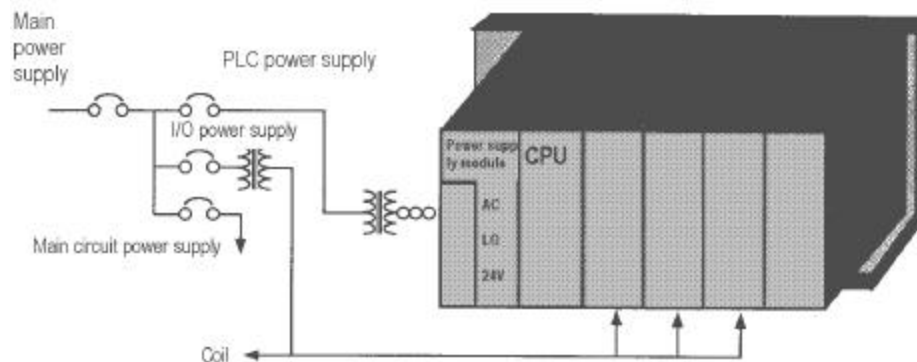 Main
power
supply
PLC power supply
I/O power supply
Main circuit power supply
Coil
Power supp
ly module
CPU
AC
LG
24V